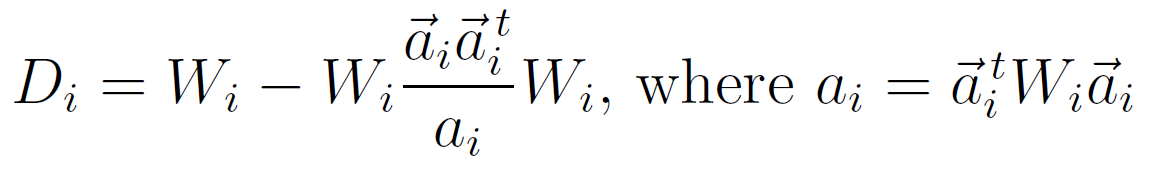 $D_i = W_i - W_i \frac{\vec{a}_i \vec{a}_i^{\,t}}{a_i} W_i$, where $a_i = \vec{a}_i^{\,t} W_i \vec{a}_i$